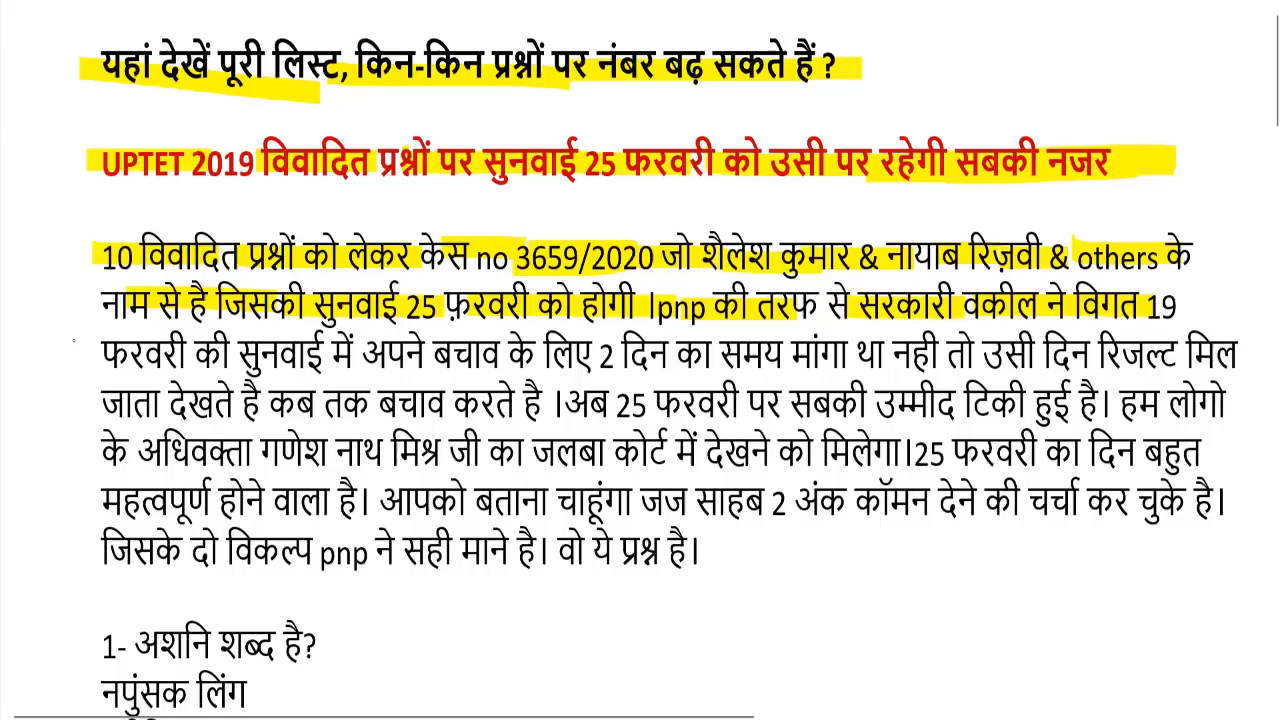 यहां देखें पूरी लिस्ट, किन-किन प्रश्नों पर नंबर बढ़ सकते हैं ?
UPTET 2019 विवादित प्रश्नों पर सुनवाई 25 फरवरी को उसी पर रहेगी सबकी नजर
10 विवादित प्रश्नों को लेकर केस no 3659/2020 जो शैलेश कुमार & नायाब रिज़वी & others के
नाम से है जिसकी सुनवाई 25 फ़रवरी को होगी ।pnp की तरफ से सरकारी वकील ने विगत 19
फरवरी की सुनवाई में अपने बचाव के लिए 2 दिन का समय मांगा था नही तो उसी दिन रिजल्ट मिल
जाता देखते है कब तक बचाव करते है ।अब 25 फरवरी पर सबकी उम्मीद टिकी हुई है। हम लोगो
के अधिवक्ता गणेश नाथ मिश्र जी का जलबा कोर्ट में देखने को मिलेगा।25 फरवरी का दिन बहुत
महत्वपूर्ण होने वाला है। आपको बताना चाहूंगा जज साहब 2 अंक कॉमन देने की चर्चा कर चुके है।
जिसके दो विकल्प pnp ने सही माने है। वो ये प्रश्न है।
1- अशनि शब्द है?
नपुंसक लिंग